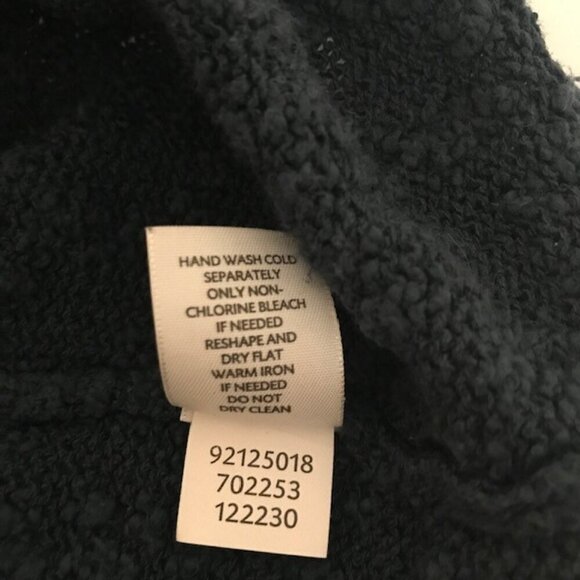 HAND WASH COLD
SEPARATELY
ONLY NON-
CHLORINE BLEACH
IF NEEDED
RESHAPE AND
DRY FLAT
WARM IRON
IF NEEDED
DO NOT
DRY CLEAN
92125018
702253
122230